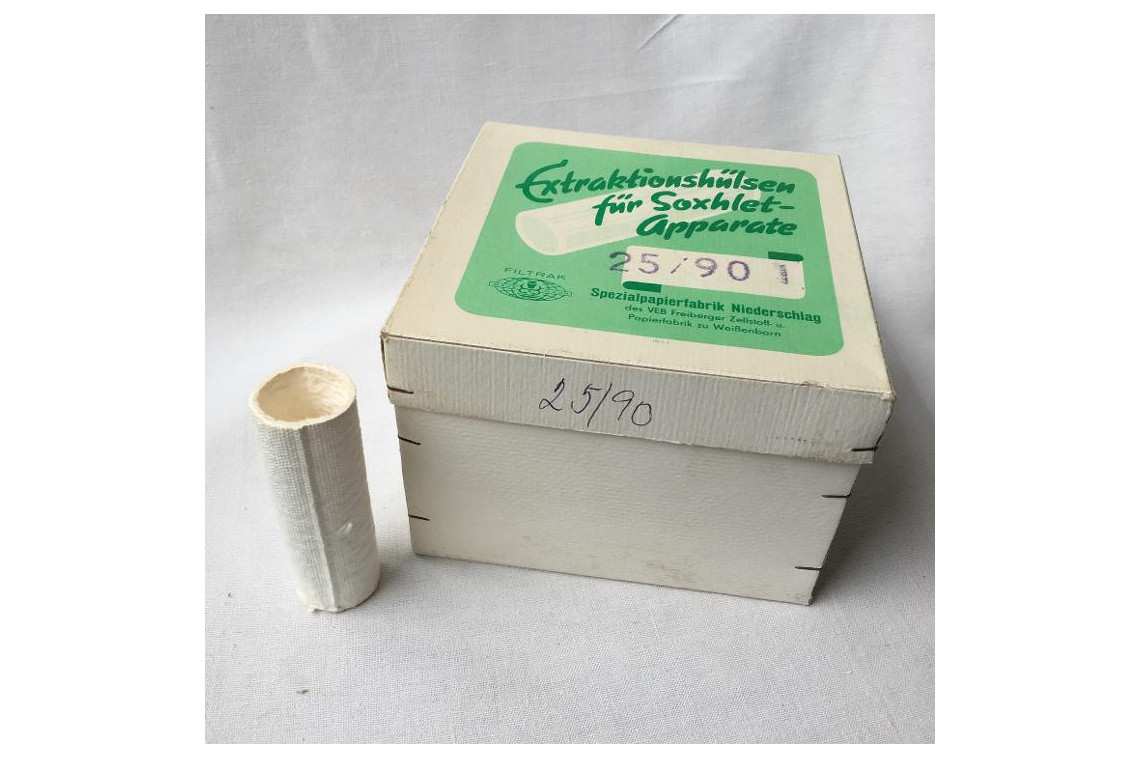 Extraktionshülsen
für Soxhlet-
Apparate
25/90
FILTRAK
Spezialpapierfabrik Niederschlag
des VEB Freiberger Zellstoff- u.
Papierfabrik zu Weißenborn
25/90